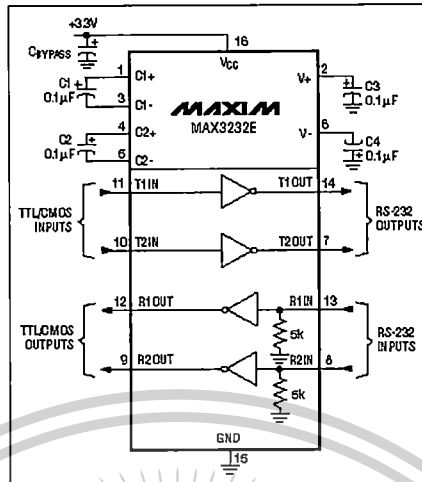 +3.3V
16
CBYPASS
VCC
1
C1+
V+
2
C1
0.1µF
C3
0.1µF
3
C1-
MAXIM
4
C2+
MAX3232E
V-
6
C2
0.1µF
C4
0.1µF
5
C2-
11
T1IN
T1OUT
14
TTL/CMOS
INPUTS
RS-232
OUTPUTS
10
T2IN
T2OUT
7
12
R1OUT
R1IN
13
5k
TTL/CMOS
OUTPUTS
RS-232
INPUTS
9
R2OUT
R2IN
8
5k
GND
15